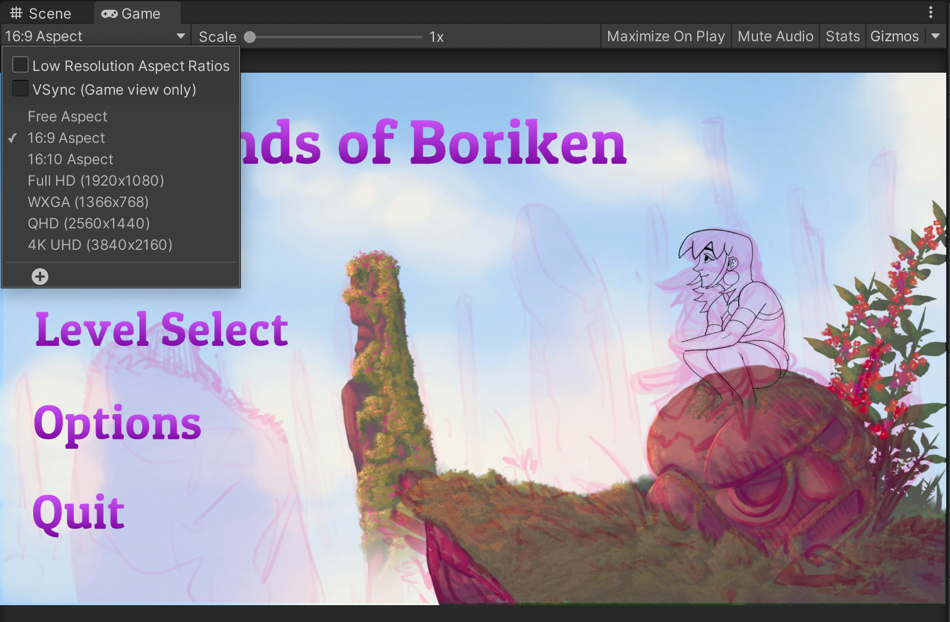 Scene Game
16:9 Aspect Scale 1x Maximize On Play Mute Audio Stats Gizmos
Low Resolution Aspect Ratios
VSync (Game view only)
Free Aspect
16:9 Aspect
16:10 Aspect
Full HD (1920x1080)
WXGA (1366x768)
QHD (2560x1440)
4K UHD (3840x2160)
of Boriken
Level Select
Options
Quit